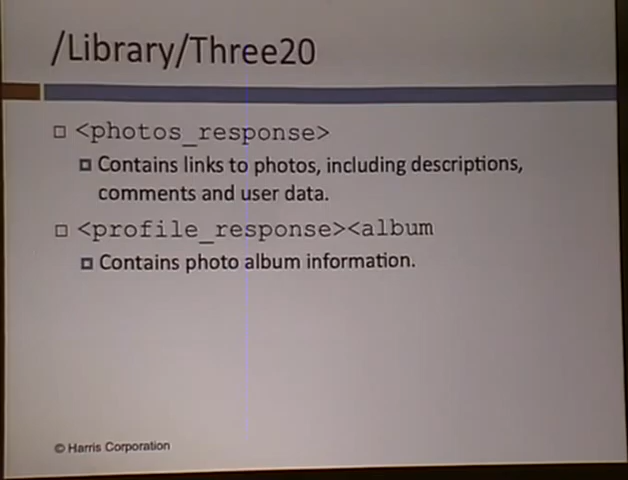 /Library/Three20
<photos_response>
Contains links to photos, including descriptions,
comments and user data.
<profile_response><album
Contains photo album information.
© Harris Corporation